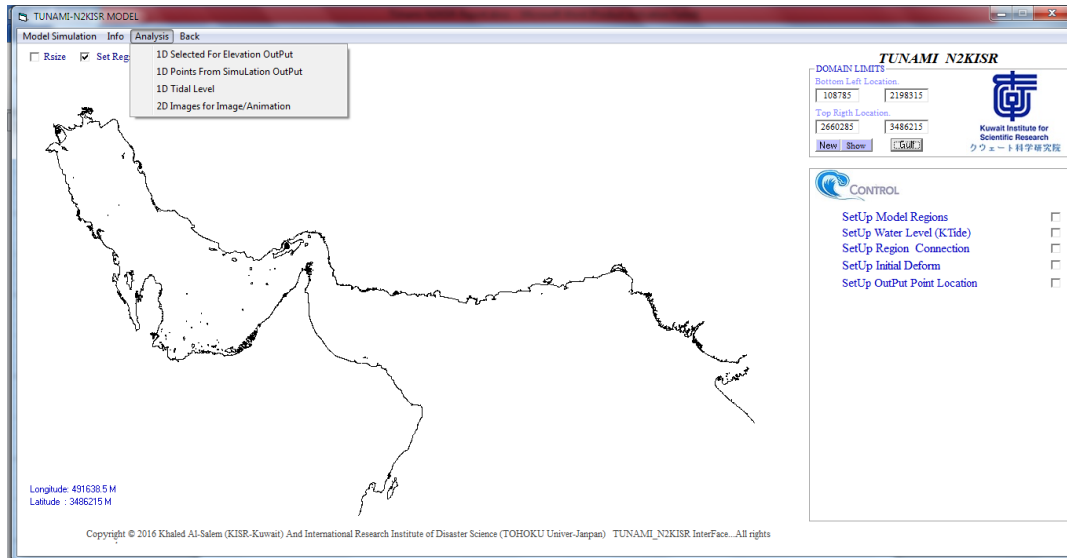 TUNAMI-N2KISR MODEL
Model Simulation Info Analysis Back
Rsize Set Reg
1D Selected For Elevation OutPut
1D Points From SimuLation OutPut
1D Tidal Level
2D Images for Image/Animation
TUNAMI N2KISR
DOMAIN LIMITS
Bottom Left Location.
108785 2198315
Top Rigth Location.
2660285 3486215
New Show Gulf
Kuwait Institute for
Scientific Research
クウェート科学研究院
CONTROL
SetUp Model Regions
SetUp Water Level (KTide)
SetUp Region Connection
SetUp Initial Deform
SetUp OutPut Point Location
Longitude: 491638.5 M
Latitude : 3486215 M
Copyright © 2016 Khaled Al-Salem (KISR-Kuwait) And International Research Institute of Disaster Science (TOHOKU Univer-Janpan) TUNAMI_N2KISR InterFace...All rights